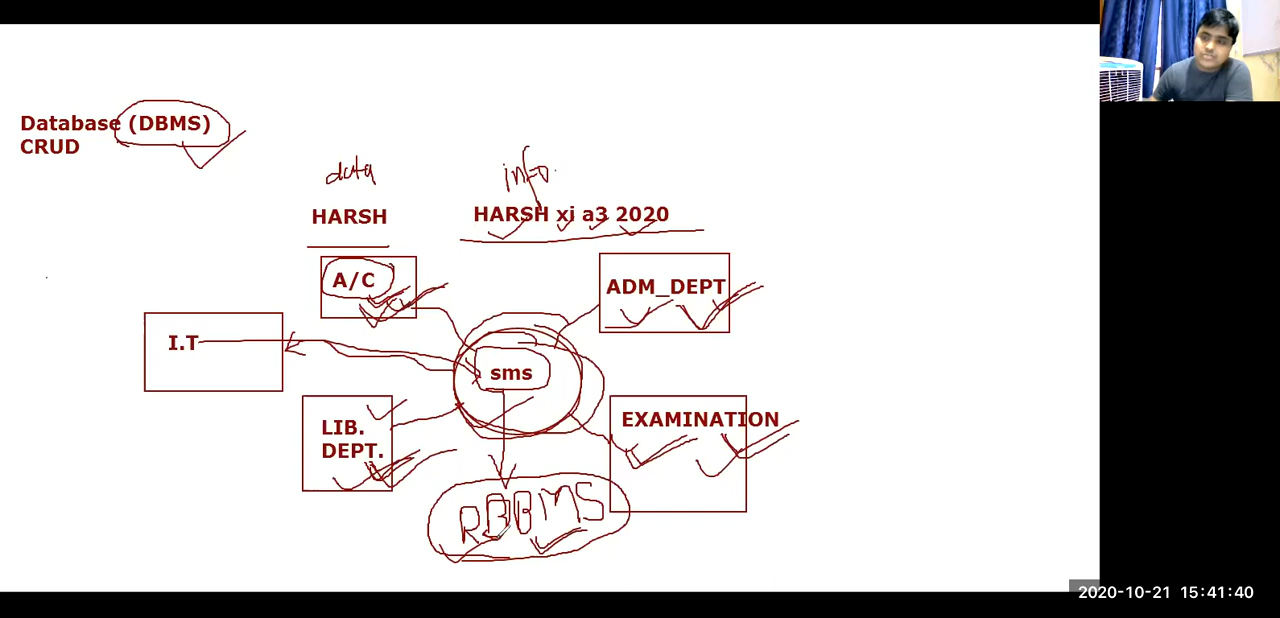 Database (DBMS)
CRUD
data
info
HARSH
HARSH xi a3 2020
A/C
ADM_DEPT
I.T
sms
LIB.
DEPT.
EXAMINATION
RDBMS
2020-10-21 15:41:40